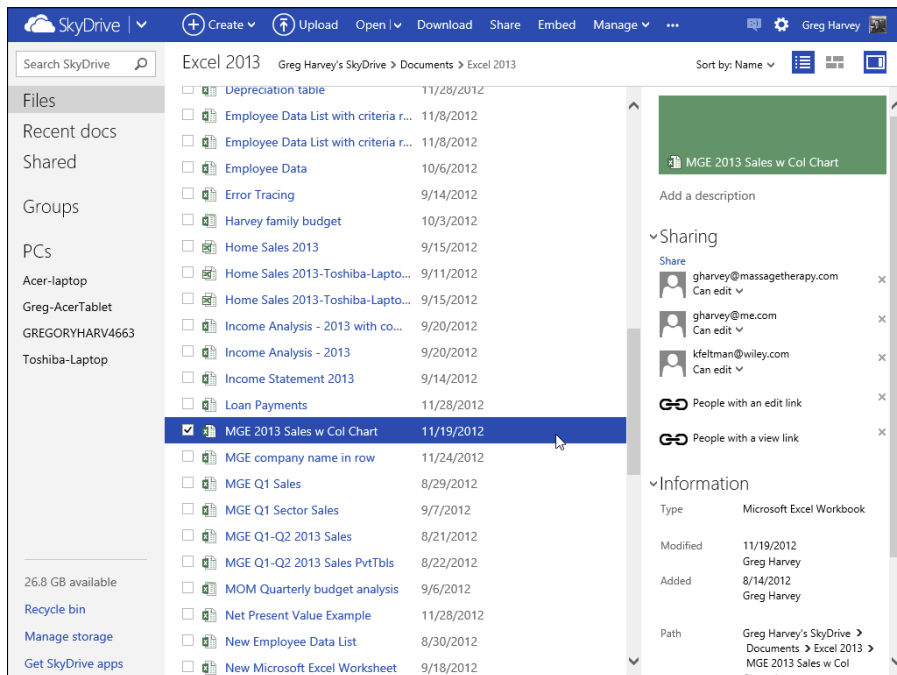 SkyDrive
Create
Upload
Open
Download
Share
Embed
Manage
Greg Harvey
Search SkyDrive
Excel 2013
Greg Harvey's SkyDrive > Documents > Excel 2013
Sort by: Name
Files
Recent docs
Shared
Groups
PCs
Acer-laptop
Greg-AcerTablet
GREGORYHARV4663
Toshiba-Laptop
26.8 GB available
Recycle bin
Manage storage
Get SkyDrive apps
Depreciation table 11/28/2012
Employee Data List with criteria r... 11/8/2012
Employee Data List with criteria r... 11/8/2012
Employee Data 10/6/2012
Error Tracing 9/14/2012
Harvey family budget 10/3/2012
Home Sales 2013 9/15/2012
Home Sales 2013-Toshiba-Lapto... 9/11/2012
Home Sales 2013-Toshiba-Lapto... 9/15/2012
Income Analysis - 2013 with co... 9/20/2012
Income Analysis - 2013 9/20/2012
Income Statement 2013 9/14/2012
Loan Payments 11/28/2012
MGE 2013 Sales w Col Chart 11/19/2012
MGE company name in row 11/24/2012
MGE Q1 Sales 8/29/2012
MGE Q1 Sector Sales 9/7/2012
MGE Q1-Q2 2013 Sales 8/21/2012
MGE Q1-Q2 2013 Sales PvtTbls 8/22/2012
MOM Quarterly budget analysis 9/6/2012
Net Present Value Example 11/28/2012
New Employee Data List 8/30/2012
New Microsoft Excel Worksheet 9/18/2012
MGE 2013 Sales w Col Chart
Add a description
Sharing
Share
gharvey@massagetherapy.com
Can edit
gharvey@me.com
Can edit
kfeltman@wiley.com
Can edit
People with an edit link
People with a view link
Information
Type Microsoft Excel Workbook
Modified 11/19/2012
Greg Harvey
Added 8/14/2012
Greg Harvey
Path Greg Harvey's SkyDrive >
Documents > Excel 2013 >
MGE 2013 Sales w Col